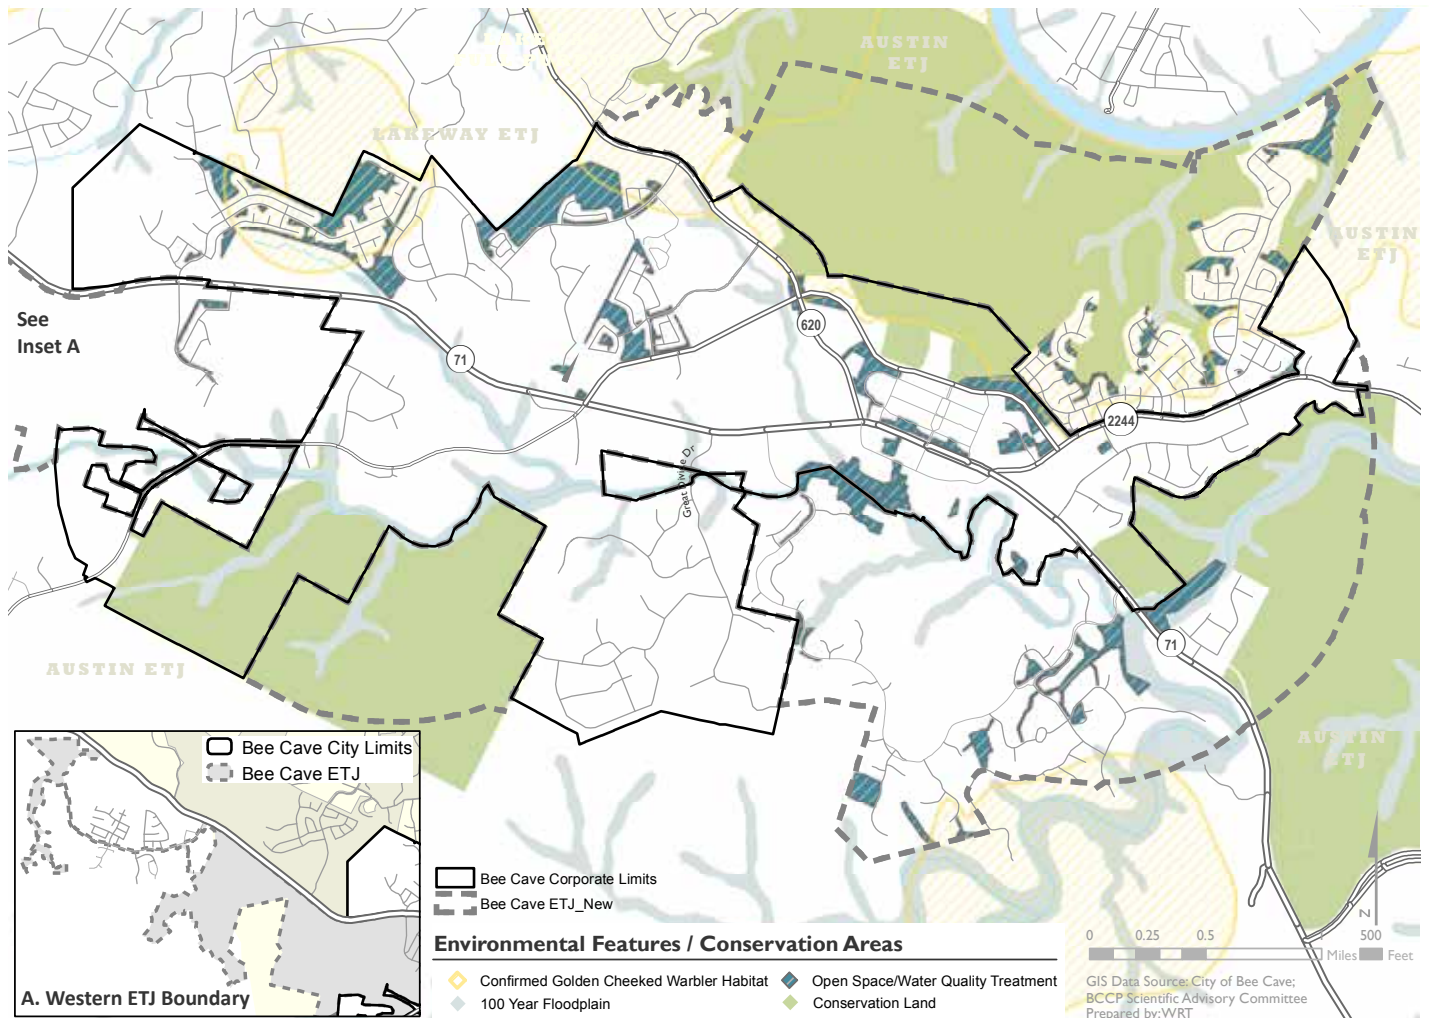 AUSTIN
ETJ
LAKEWAY ETJ
AUSTIN
ETJ
See
Inset A
620
71
2244
Great Divide Dr
71
AUSTIN ETJ
AUSTIN
ETJ
Bee Cave City Limits
Bee Cave ETJ
A. Western ETJ Boundary
Bee Cave Corporate Limits
Bee Cave ETJ_New
Environmental Features / Conservation Areas
Confirmed Golden Cheeked Warbler Habitat
Open Space/Water Quality Treatment
100 Year Floodplain
Conservation Land
N
0 0.25 0.5 Miles
500 Feet
GIS Data Source: City of Bee Cave;
BCCP Scientific Advisory Committee
Prepared by: WRT